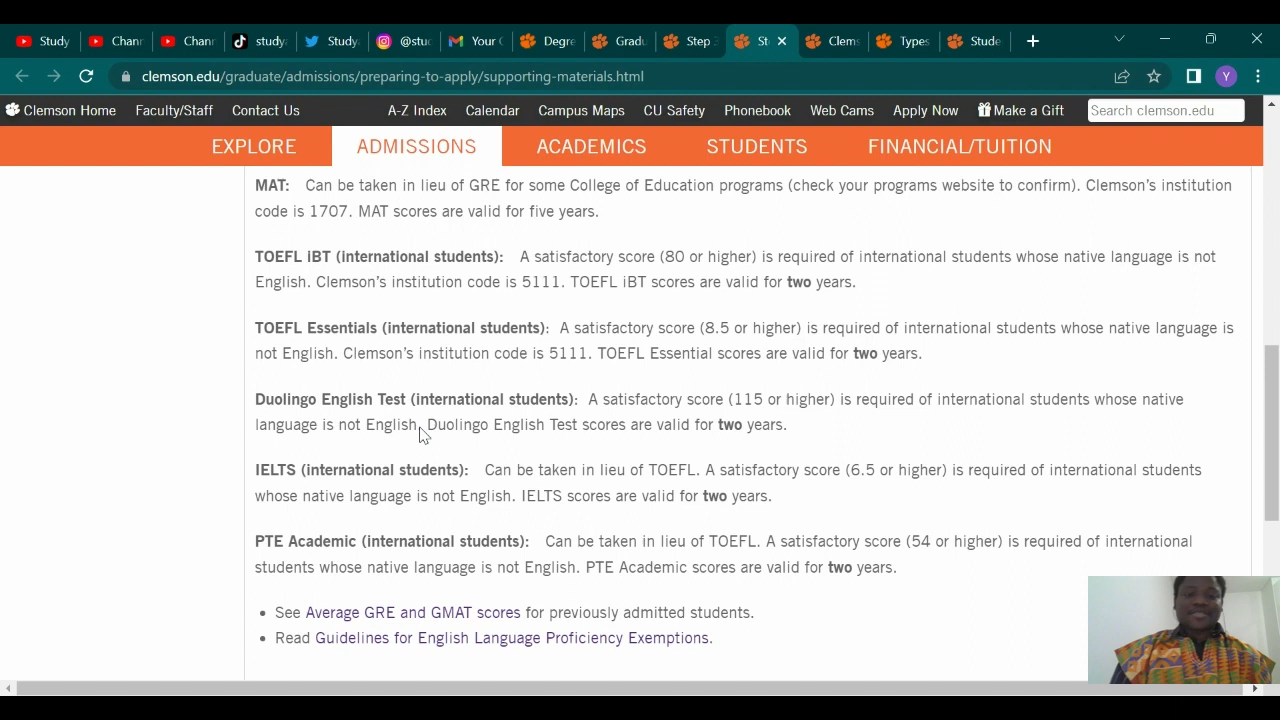 Study
Chann
Chann
study
Study
@stud
Your C
Degre
Gradu
Step 3
St
Clems
Types
Stude
clemson.edu/graduate/admissions/preparing-to-apply/supporting-materials.html
Y
Clemson Home Faculty/Staff Contact Us A-Z Index Calendar Campus Maps CU Safety Phonebook Web Cams Apply Now Make a Gift Search clemson.edu
EXPLORE ADMISSIONS ACADEMICS STUDENTS FINANCIAL/TUITION
MAT: Can be taken in lieu of GRE for some College of Education programs (check your programs website to confirm). Clemson's institution
code is 1707. MAT scores are valid for five years.
TOEFL iBT (international students): A satisfactory score (80 or higher) is required of international students whose native language is not
English. Clemson's institution code is 5111. TOEFL iBT scores are valid for two years.
TOEFL Essentials (international students): A satisfactory score (8.5 or higher) is required of international students whose native language is
not English. Clemson's institution code is 5111. TOEFL Essential scores are valid for two years.
Duolingo English Test (international students): A satisfactory score (115 or higher) is required of international students whose native
language is not English. Duolingo English Test scores are valid for two years.
IELTS (international students): Can be taken in lieu of TOEFL. A satisfactory score (6.5 or higher) is required of international students
whose native language is not English. IELTS scores are valid for two years.
PTE Academic (international students): Can be taken in lieu of TOEFL. A satisfactory score (54 or higher) is required of international
students whose native language is not English. PTE Academic scores are valid for two years.
• See Average GRE and GMAT scores for previously admitted students.
• Read Guidelines for English Language Proficiency Exemptions.